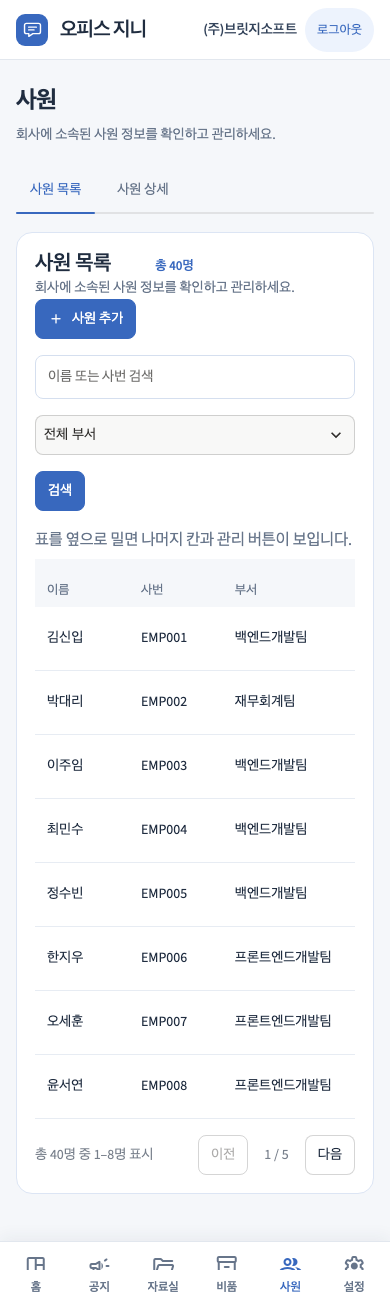 오피스 지니
(주)브릿지소프트
로그아웃
사원
회사에 소속된 사원 정보를 확인하고 관리하세요.
사원 목록
사원 상세
사원 목록
총 40명
회사에 소속된 사원 정보를 확인하고 관리하세요.
+ 사원 추가
이름 또는 사번 검색
전체 부서
검색
표를 옆으로 밀면 나머지 칸과 관리 버튼이 보입니다.
이름 사번 부서
김신입 EMP001 백엔드개발팀
박대리 EMP002 재무회계팀
이주임 EMP003 백엔드개발팀
최민수 EMP004 백엔드개발팀
정수빈 EMP005 백엔드개발팀
한지우 EMP006 프론트엔드개발팀
오세훈 EMP007 프론트엔드개발팀
윤서연 EMP008 프론트엔드개발팀
총 40명 중 1–8명 표시
이전
1 / 5
다음
홈
공지
자료실
비품
사원
설정